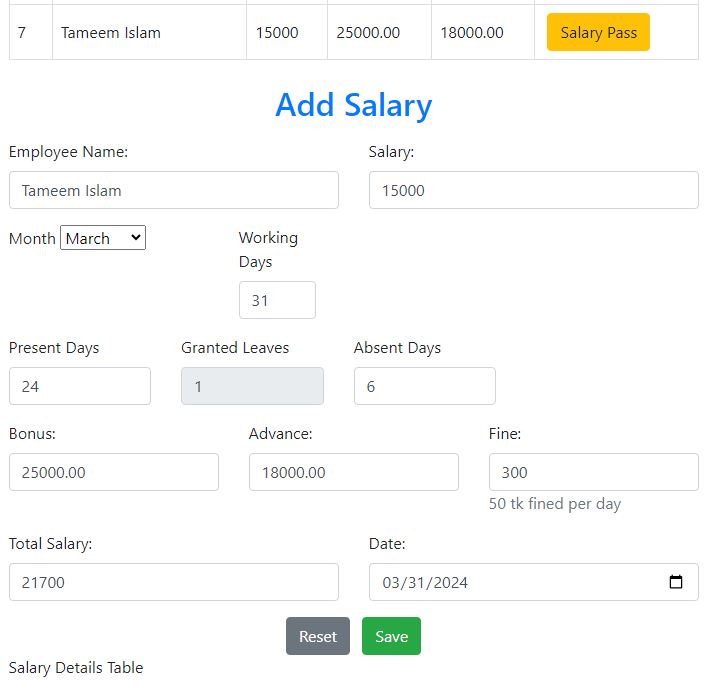 7 Tameem Islam 15000 25000.00 18000.00 Salary Pass
Add Salary
Employee Name: Salary:
Tameem Islam 15000
Month March Working
Days
31
Present Days Granted Leaves Absent Days
24 1 6
Bonus: Advance: Fine:
25000.00 18000.00 300
50 tk fined per day
Total Salary: Date:
21700 03/31/2024
Reset Save
Salary Details Table